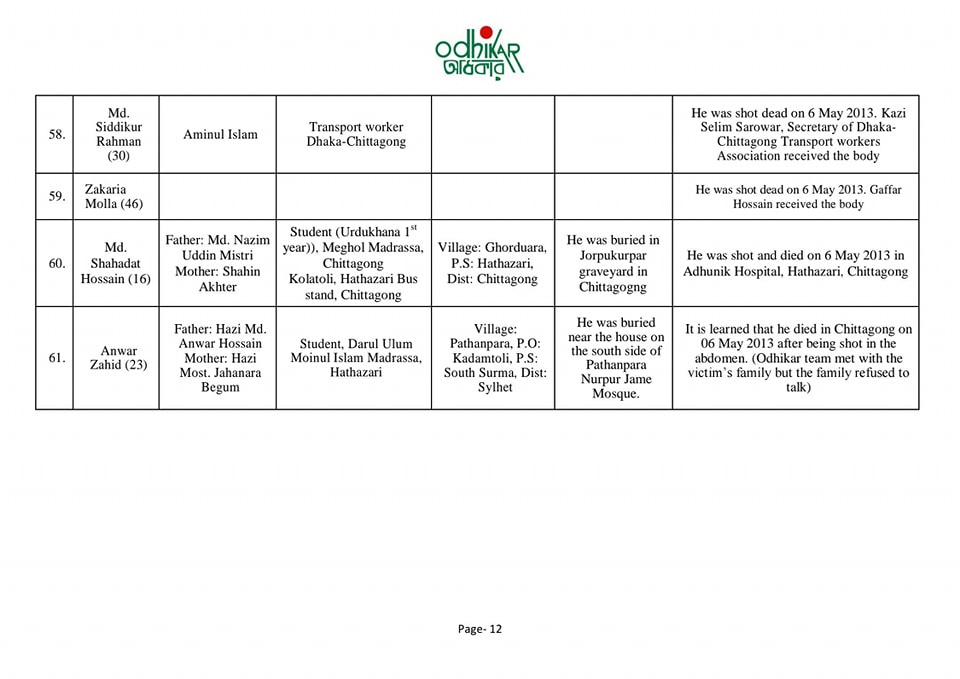 odhikar
অধিকার
58.
Md.
Siddikur
Rahman
(30)
Aminul Islam
Transport worker
Dhaka-Chittagong
He was shot dead on 6 May 2013. Kazi
Selim Sarowar, Secretary of Dhaka-
Chittagong Transport workers
Association received the body
59.
Zakaria
Molla (46)
He was shot dead on 6 May 2013. Gaffar
Hossain received the body
60.
Md.
Shahadat
Hossain (16)
Father: Md. Nazim
Uddin Mistri
Mother: Shahin
Akhter
Student (Urdukhana 1st
year)), Meghol Madrassa,
Chittagong
Kolatoli, Hathazari Bus
stand, Chittagong
Village: Ghorduara,
P.S: Hathazari,
Dist: Chittagong
He was buried in
Jorpukurpar
graveyard in
Chittagogng
He was shot and died on 6 May 2013 in
Adhunik Hospital, Hathazari, Chittagong
61.
Anwar
Zahid (23)
Father: Hazi Md.
Anwar Hossain
Mother: Hazi
Most. Jahanara
Begum
Student, Darul Ulum
Moinul Islam Madrassa,
Hathazari
Village:
Pathanpara, P.O:
Kadamtoli, P.S:
South Surma, Dist:
Sylhet
He was buried
near the house on
the south side of
Pathanpara
Nurpur Jame
Mosque.
It is learned that he died in Chittagong on
06 May 2013 after being shot in the
abdomen. (Odhikar team met with the
victim’s family but the family refused to
talk)
Page- 12